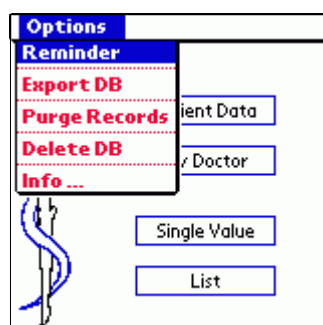 Options
Reminder
Export DB
Purge Records
ient Data
Delete DB
Doctor
Info ...
Single Value
List